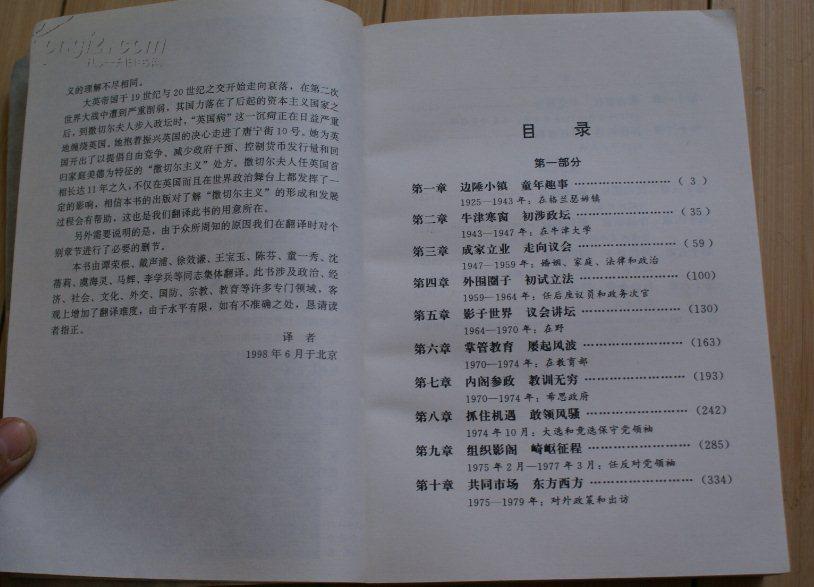 义的理解不尽相同。
大英帝国于19世纪与20世纪之交开始走向衰落，在第二次
世界大战中遭到严重削弱，其国力落在了后起的资本主义国家之
后，到撒切尔夫人步入政坛时，“英国病”这一沉疴正在日益严重
地缠绕英国。她抱着振兴英国的决心走进了唐宁街10号。她为英
国开出了以提倡自由竞争、减少政府干预、控制货币发行量和回
归家庭美德为特征的“撒切尔主义”处方。撒切尔夫人任英国首
相长达11年之久，不仅在英国而且在世界政治舞台上都发挥了一
定的影响，相信本书的出版对了解“撒切尔主义”的形成和发展
过程会有帮助，这也是我们翻译此书的用意所在。
另外需要说明的是，由于众所周知的原因我们在翻译时对个
别章节进行了必要的删节。
本书由谭荣根、戴声浦、徐效谦、王宝玉、陈芬、童一秀、沈
蓓莉、虞海灵、马辉、李学兵等同志集体翻译。此书涉及政治、经
济、社会、文化、外交、国防、宗教、教育等许多专门领域，客
观上增加了翻译难度，由于水平有限，如有不准确之处，恳请读
者指正。
译 者
1998年6月于北京
目 录
第一部分
第一章 边陲小镇 童年趣事 ……………………（3）
1925—1943年：在格兰瑟姆镇
第二章 牛津寒窗 初涉政坛 ……………………（35）
1943—1947年：在牛津大学
第三章 成家立业 走向议会 ……………………（59）
1947—1959年：婚姻、家庭、法律和政治
第四章 外围圈子 初试立法 ……………………（100）
1959—1964年：任后座议员和政务次官
第五章 影子世界 议会讲坛 ……………………（130）
1964—1970年：在野
第六章 掌管教育 屡起风波 ……………………（163）
1970—1974年：在教育部
第七章 内阁参政 教训无穷 ……………………（193）
1970—1974年：希思政府
第八章 抓住机遇 敢领风骚 ……………………（242）
1974年10月：大选和竞选保守党领袖
第九章 组织影阁 崎岖征程 ……………………（285）
1975年2月—1977年3月：任反对党领袖
第十章 共同市场 东方西方 ……………………（334）
1975—1979年：对外政策和出访